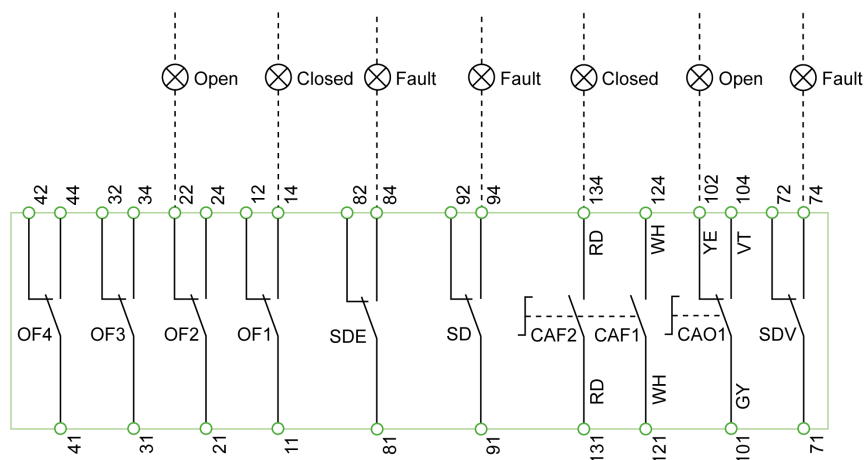 Open Closed Fault Fault Closed Open Fault
42 44 32 34 22 24 12 14 82 84 92 94 134 124 102 104 72 74
RD WH YE VT
OF4 OF3 OF2 OF1 SDE SD CAF2 CAF1 CAO1 SDV
RD WH GY
41 31 21 11 81 91 131 121 101 71